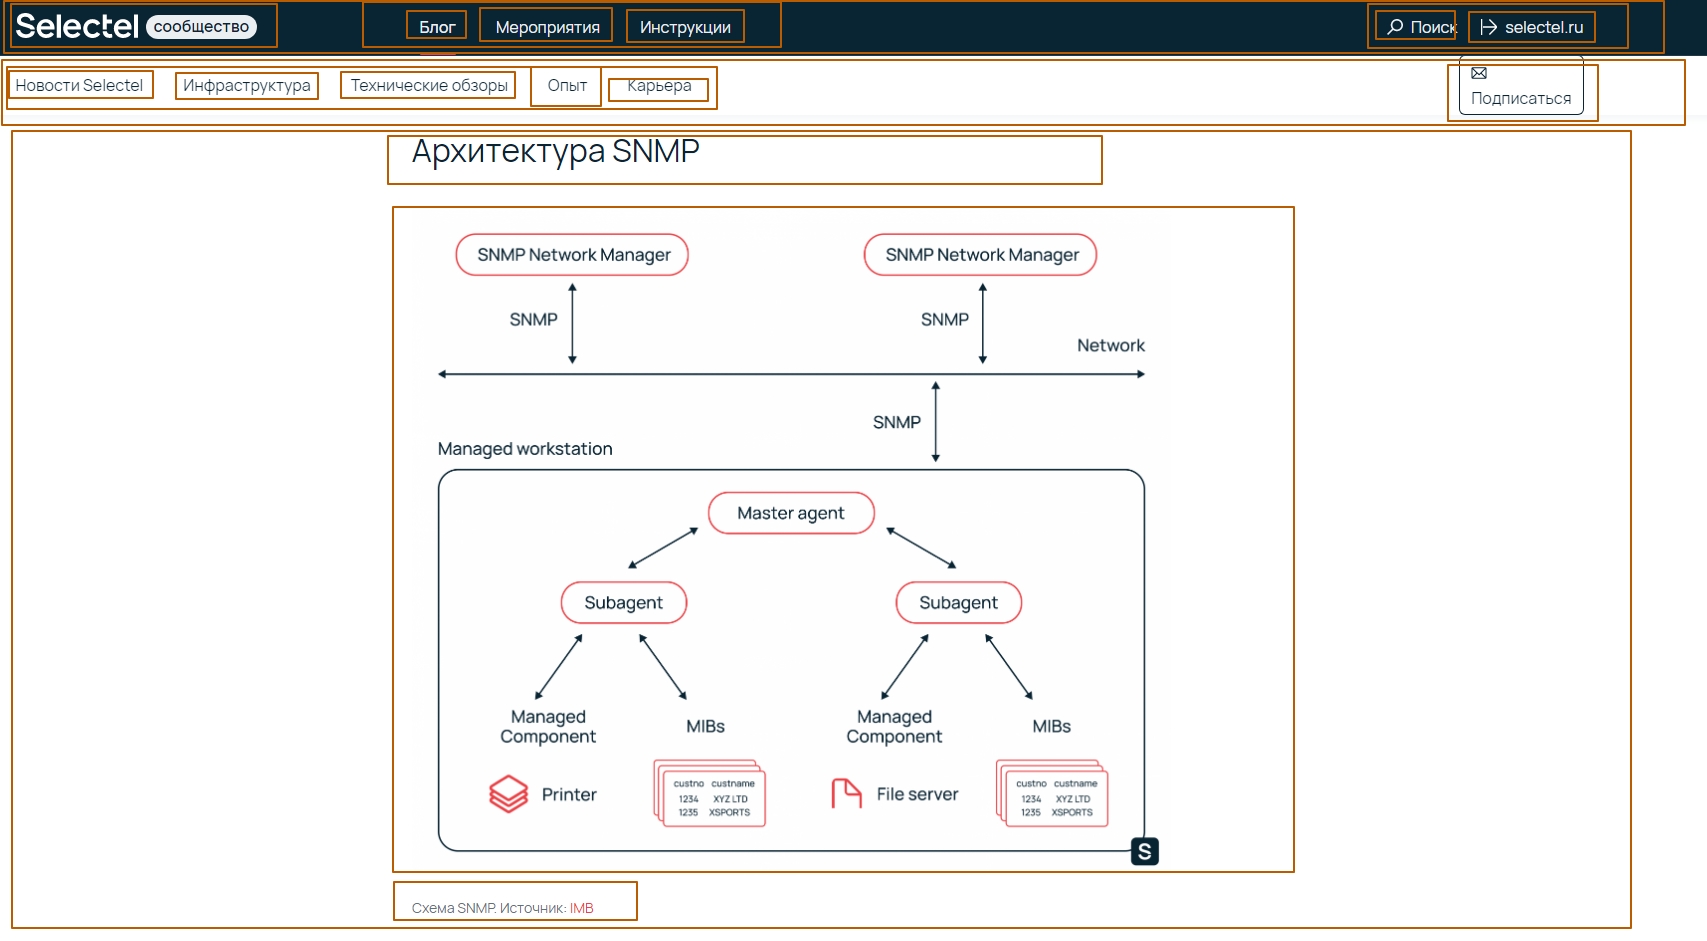 Selectel сообщество
Блог
Мероприятия
Инструкции
Поиск
selectel.ru
Новости Selectel
Инфраструктура
Технические обзоры
Опыт
Карьера
Подписаться
Архитектура SNMP
SNMP Network Manager
SNMP Network Manager
SNMP
SNMP
Network
SNMP
Managed workstation
Master agent
Subagent
Subagent
Managed
Component
MIBs
Managed
Component
MIBs
Printer
custno custname
1234 XYZ LTD
1235 XSPORTS
File server
custno custname
1234 XYZ LTD
1235 XSPORTS
S
Схема SNMP. Источник: IMB